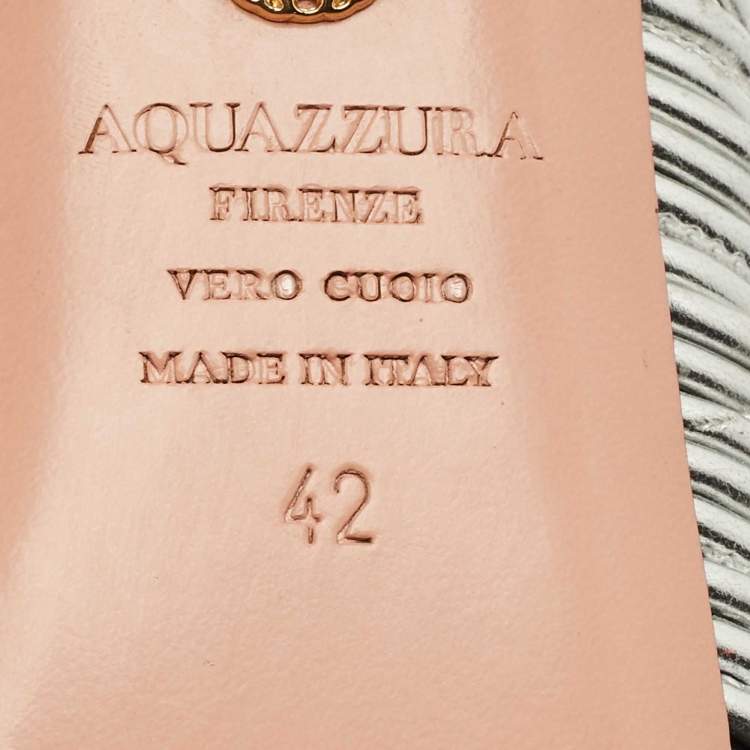 AQUAZZURA
FIRENZE
VERO CUOIO
MADE IN ITALY
42